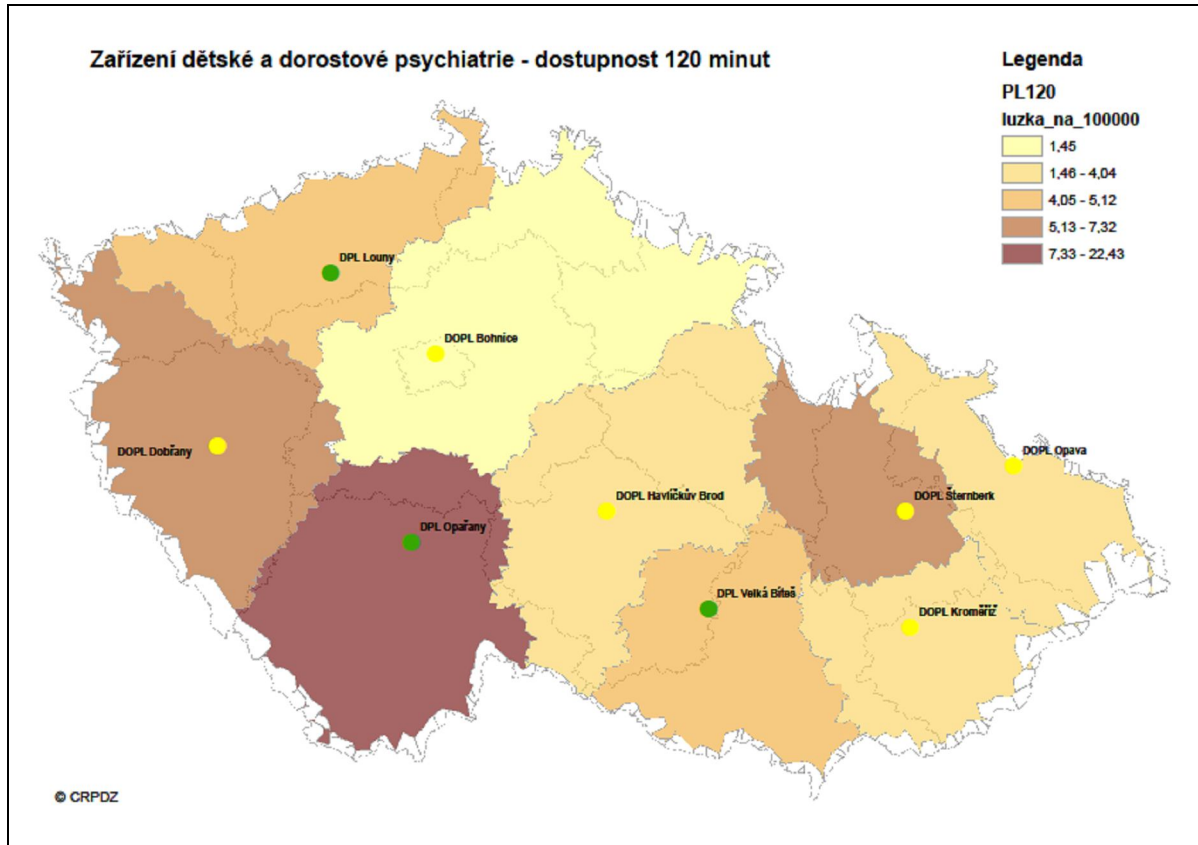 Zařízení dětské a dorostové psychiatrie - dostupnost 120 minut
Legenda
PL120
luzka_na_100000
1,45
1,46 - 4,04
4,05 - 5,12
5,13 - 7,32
7,33 - 22,43
DPL Louny
DOPL Bohnice
DOPL Dobřany
DOPL Opava
DOPL Havlíčkův Brod
DOPL Šternberk
DPL Opařany
DPL Velká Bíteš
DOPL Kroměříž
© CRPDZ